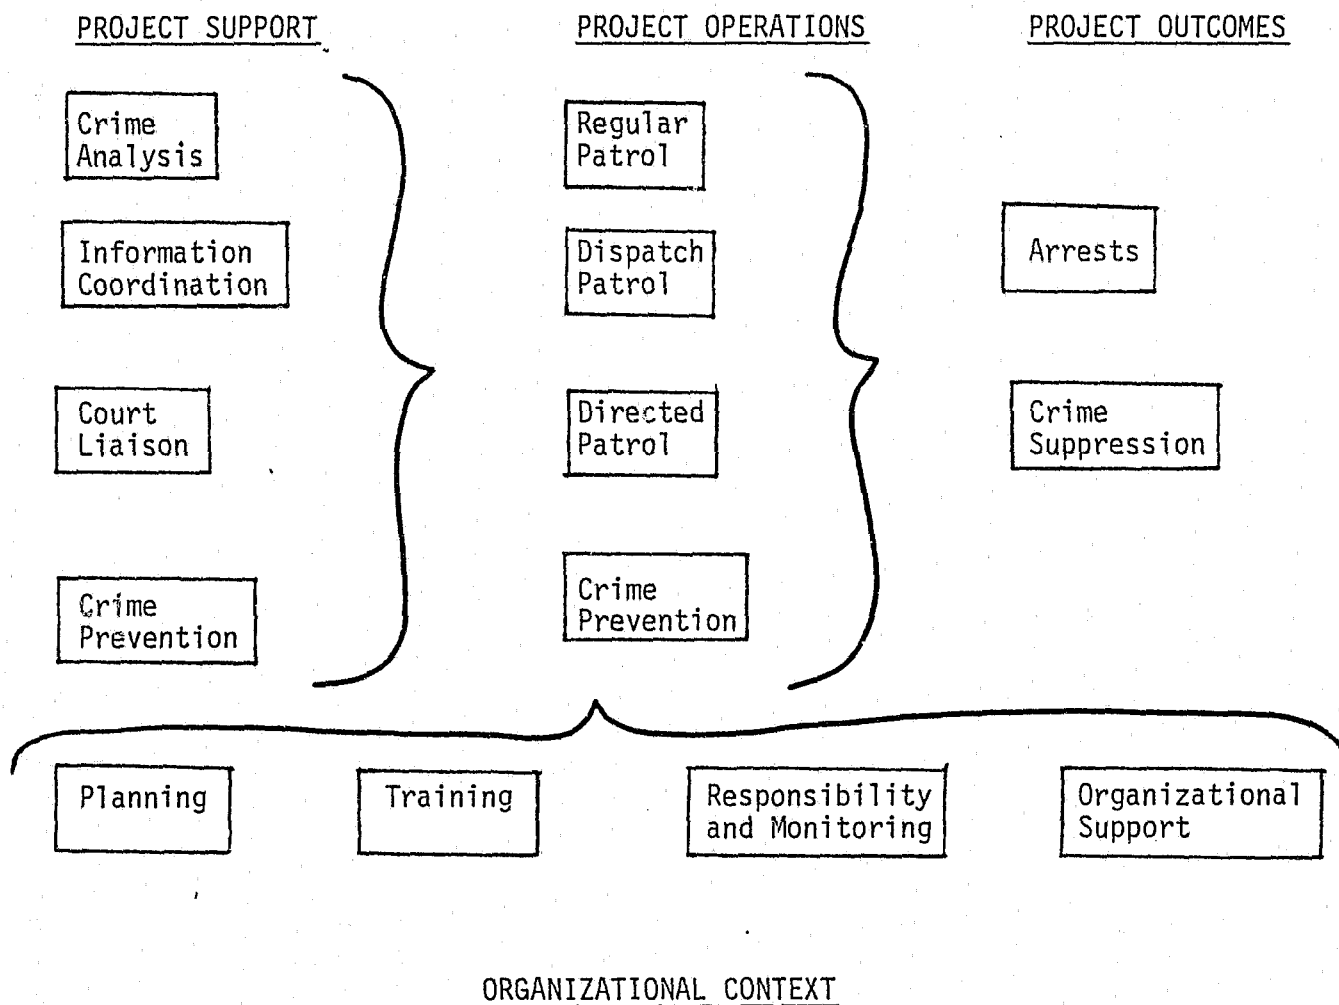 PROJECT SUPPORT
PROJECT OPERATIONS
PROJECT OUTCOMES
Crime
Analysis
Information
Coordination
Court
Liaison
Crime
Prevention
Regular
Patrol
Dispatch
Patrol
Directed
Patrol
Crime
Prevention
Arrests
Crime
Suppression
Planning
Training
Responsibility
and Monitoring
Organizational
Support
ORGANIZATIONAL CONTEXT